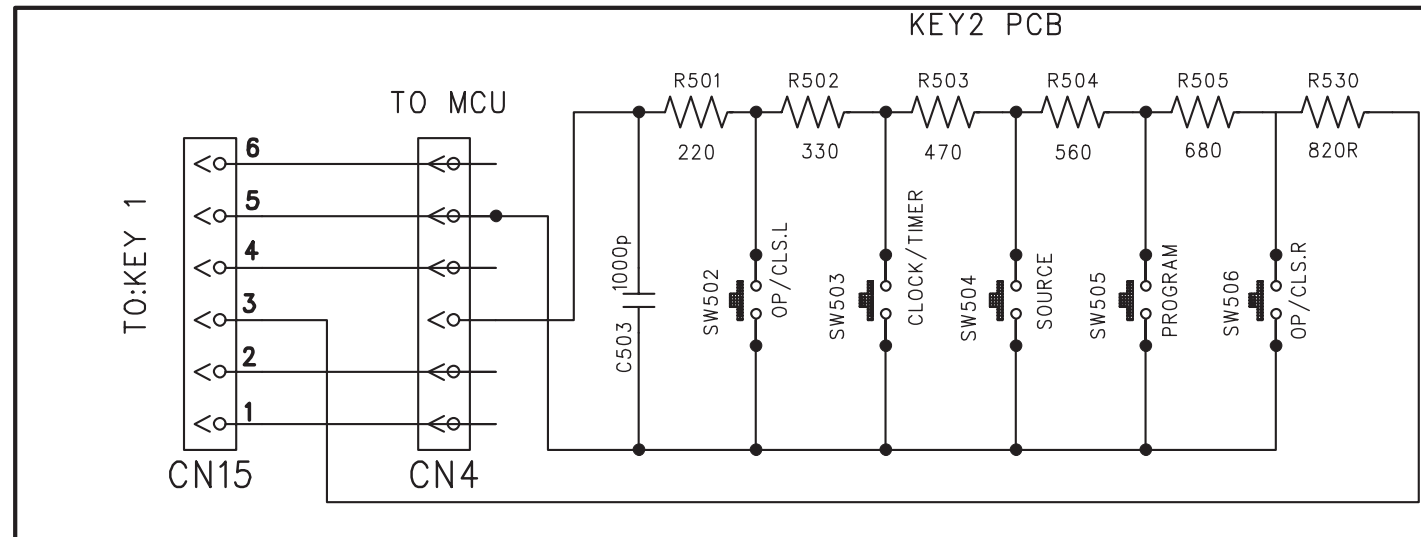 KEY2 PCB
TO MCU
R501
R502
R503
R504
R505
R530
220
330
470
560
680
820R
TO:KEY 1
6
5
4
3
2
1
CN15
CN4
1000p
C503
SW502
OP/CLS.L
SW503
CLOCK/TIMER
SW504
SOURCE
SW505
PROGRAM
SW506
OP/CLS.R